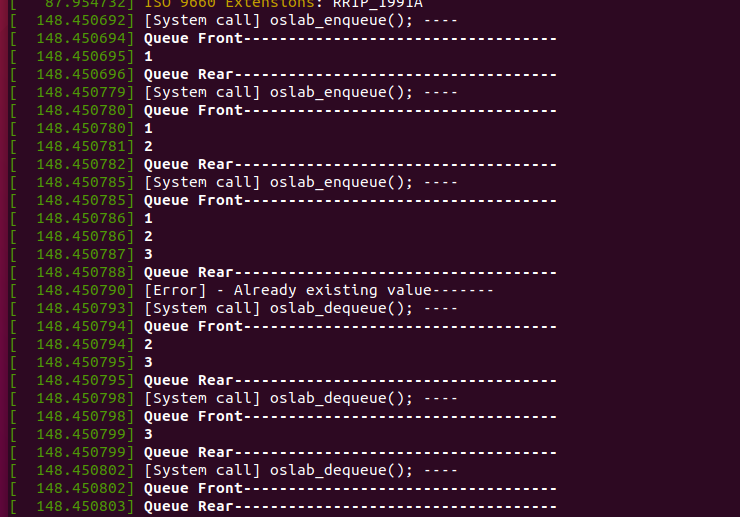 [   87.954732] ISO 9660 Extensions: RRIP_1991A
[  148.450692] [System call] oslab_enqueue(); ----
[  148.450694] Queue Front-----------------------------------
[  148.450695] 1
[  148.450696] Queue Rear------------------------------------
[  148.450779] [System call] oslab_enqueue(); ----
[  148.450780] Queue Front-----------------------------------
[  148.450780] 1
[  148.450781] 2
[  148.450782] Queue Rear------------------------------------
[  148.450785] [System call] oslab_enqueue(); ----
[  148.450785] Queue Front-----------------------------------
[  148.450786] 1
[  148.450786] 2
[  148.450787] 3
[  148.450788] Queue Rear------------------------------------
[  148.450790] [Error] - Already existing value-------
[  148.450793] [System call] oslab_dequeue(); ----
[  148.450794] Queue Front-----------------------------------
[  148.450794] 2
[  148.450795] 3
[  148.450795] Queue Rear------------------------------------
[  148.450798] [System call] oslab_dequeue(); ----
[  148.450798] Queue Front-----------------------------------
[  148.450799] 3
[  148.450799] Queue Rear------------------------------------
[  148.450802] [System call] oslab_dequeue(); ----
[  148.450802] Queue Front-----------------------------------
[  148.450803] Queue Rear------------------------------------